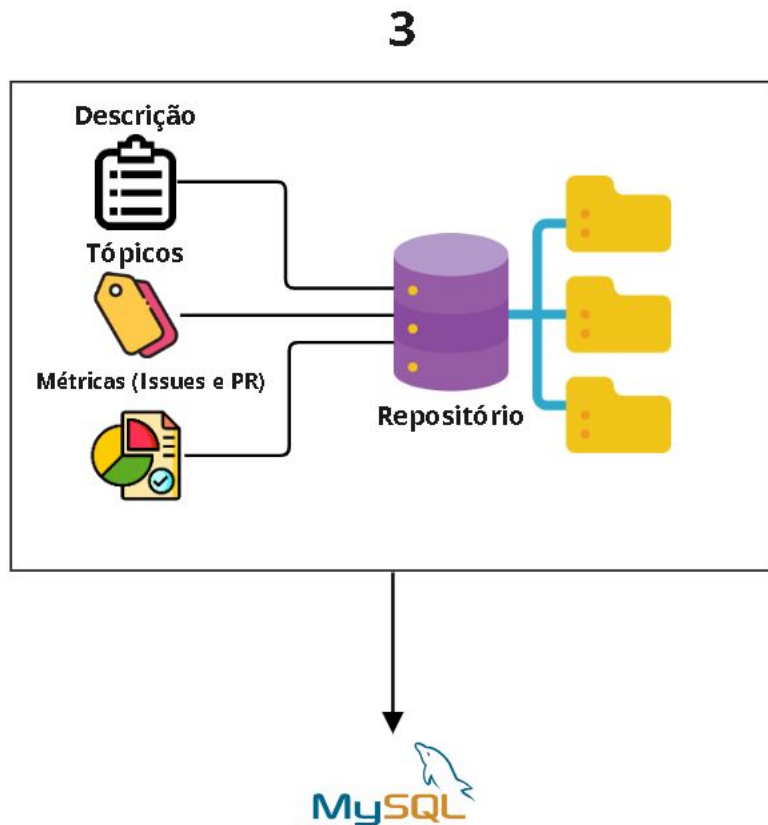 3
Descrição
Tópicos
Métricas (Issues e PR)
Repositório
MySQL